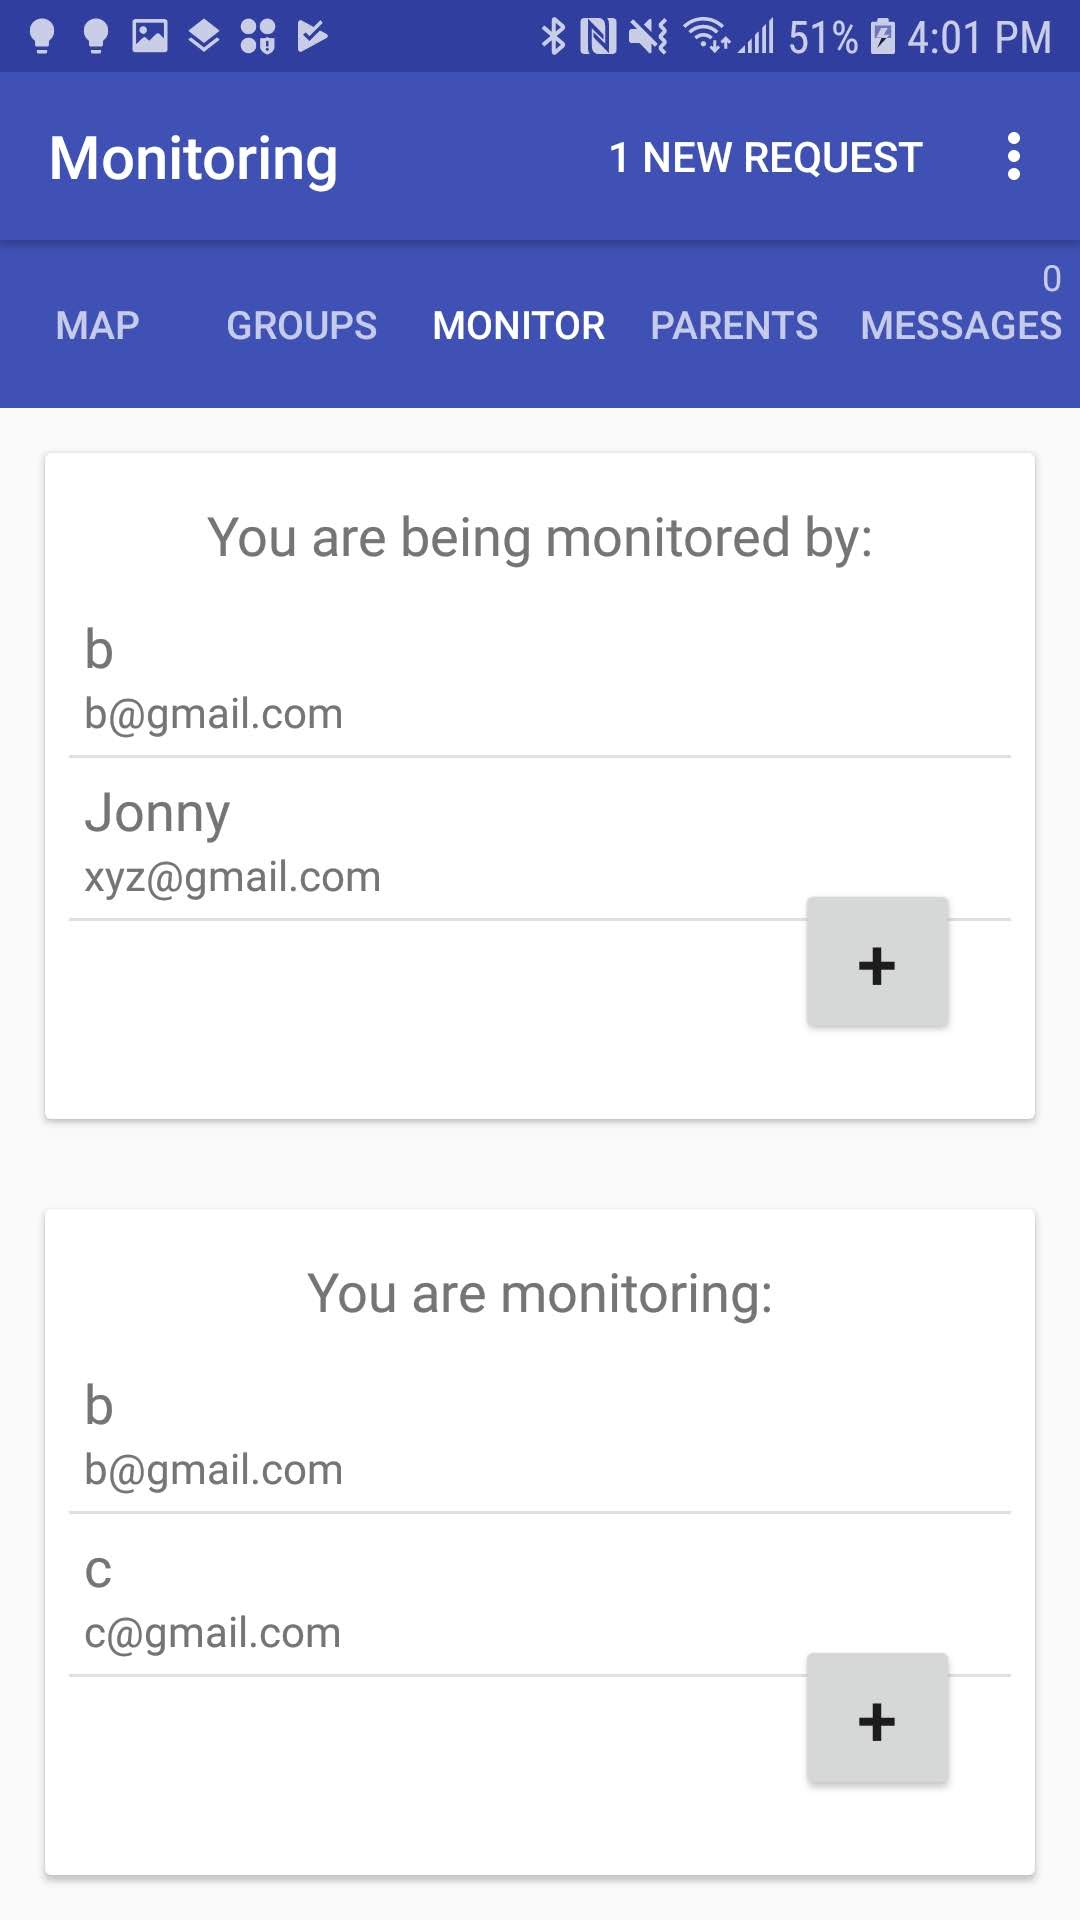 51% 4:01 PM
Monitoring 1 NEW REQUEST
0
MAP GROUPS MONITOR PARENTS MESSAGES
You are being monitored by:
b
b@gmail.com
Jonny
xyz@gmail.com
+
You are monitoring:
b
b@gmail.com
c
c@gmail.com
+